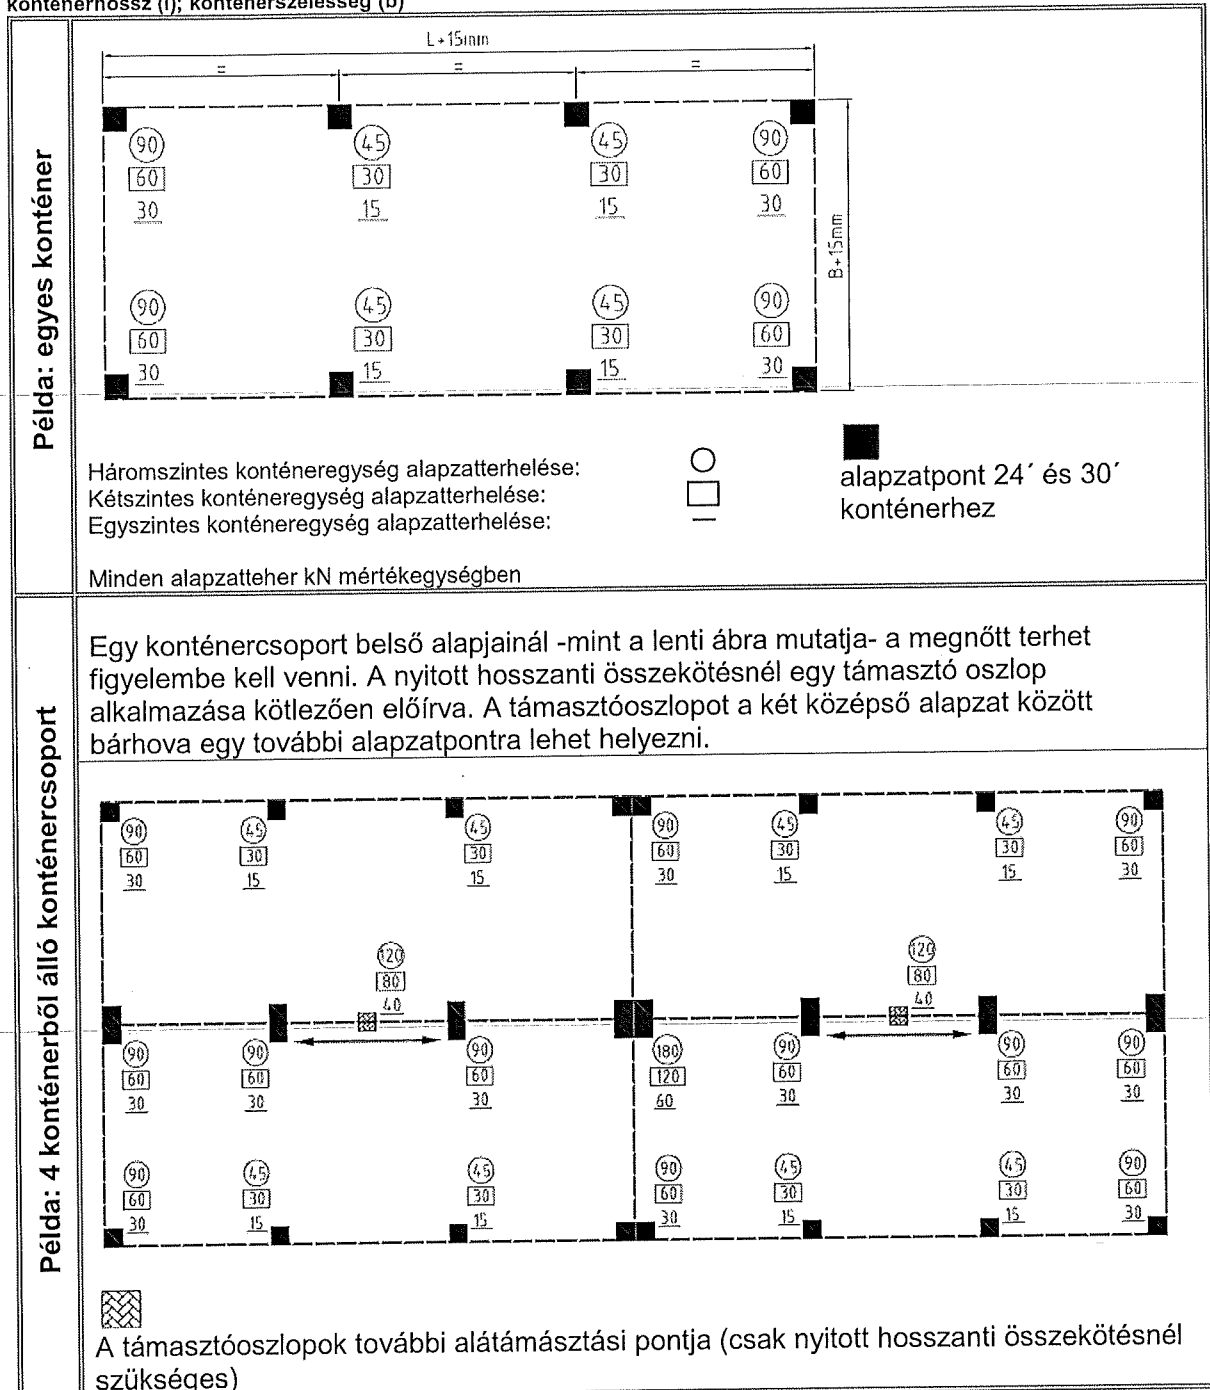 konténerhossz (l); konténerszélesség (b)
Példa: egyes konténer
L+15mm
= = =
90 45 45 90
60 30 30 60
30 15 15 30
B+15mm
90 45 45 90
60 30 30 60
30 15 15 30
Háromszintes konténeregység alapzatterhelése:
Kétszintes konténeregység alapzatterhelése:
Egyszintes konténeregység alapzatterhelése:
alapzatpont 24´ és 30´
konténerhez
Minden alapzatteher kN mértékegységben
Példa: 4 konténerből álló konténercsoport
Egy konténercsoport belső alapjainál -mint a lenti ábra mutatja- a megnőtt terhet
figyelembe kell venni. A nyitott hosszanti összekötésnél egy támasztó oszlop
alkalmazása kötlezően előírva. A támasztóoszlopot a két középső alapzat között
bárhova egy további alapzatpontra lehet helyezni.
90 45 45 90 45 45 90
60 30 30 60 30 30 60
30 15 15 30 15 15 30
120 120
80 80
40 40
90 90 90 180 90 90 90
60 60 60 120 60 60 60
30 30 30 60 30 30 30
90 45 45 90 45 45 90
60 30 30 60 30 30 60
30 15 15 30 15 15 30
A támasztóoszlopok további alátámásztási pontja (csak nyitott hosszanti összekötésnél
szükséges)